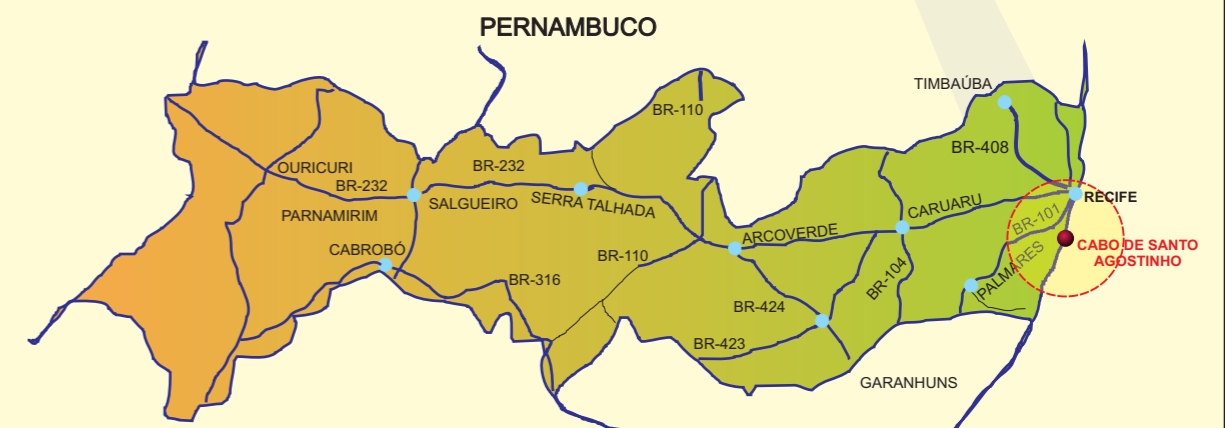 PERNAMBUCO
TIMBAÚBA
BR-110
BR-408
OURICURI
BR-232
BR-232
SALGUEIRO
SERRA TALHADA
PARNAMIRIM
CABROBÓ
BR-316
BR-110
ARCOVERDE
CARUARU
RECIFE
BR-101
CABO DE SANTO
AGOSTINHO
PALMARES
BR-104
BR-424
BR-423
GARANHUNS